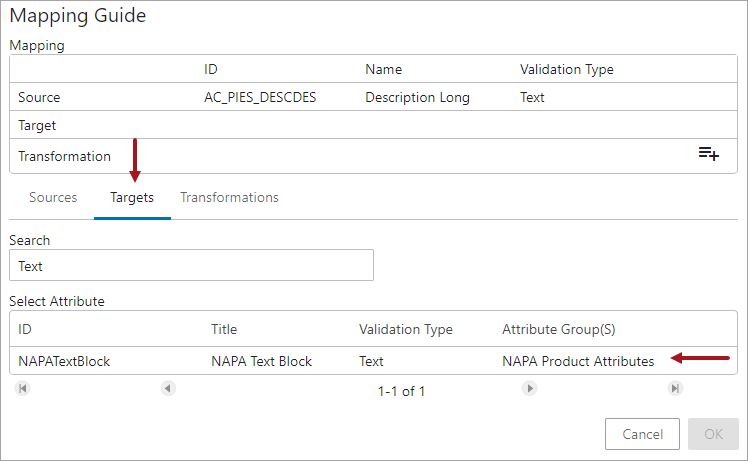 Mapping Guide
Mapping
ID Name Validation Type
Source AC_PIES_DESCDES Description Long Text
Target
Transformation
Sources Targets Transformations
Search
Text
Select Attribute
ID Title Validation Type Attribute Group(S)
NAPATextBlock NAPA Text Block Text NAPA Product Attributes
1-1 of 1
Cancel OK